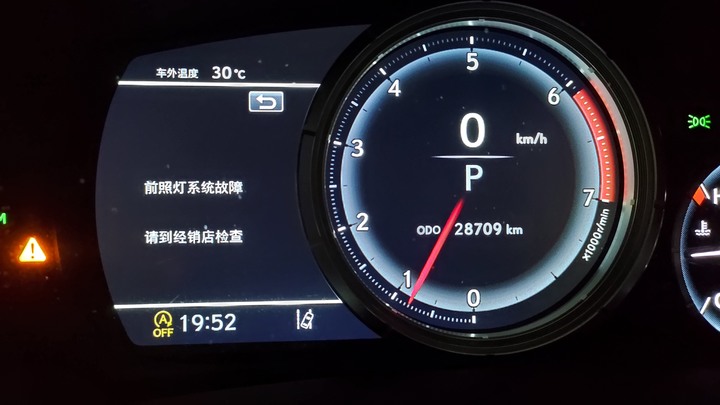 车外温度 30℃
前照灯系统故障
请到经销店检查
A
OFF 19:52
0 km/h
P
ODO 28709 km
0
1
2
3
4
5
6
7
x1000r/min
M
H
C